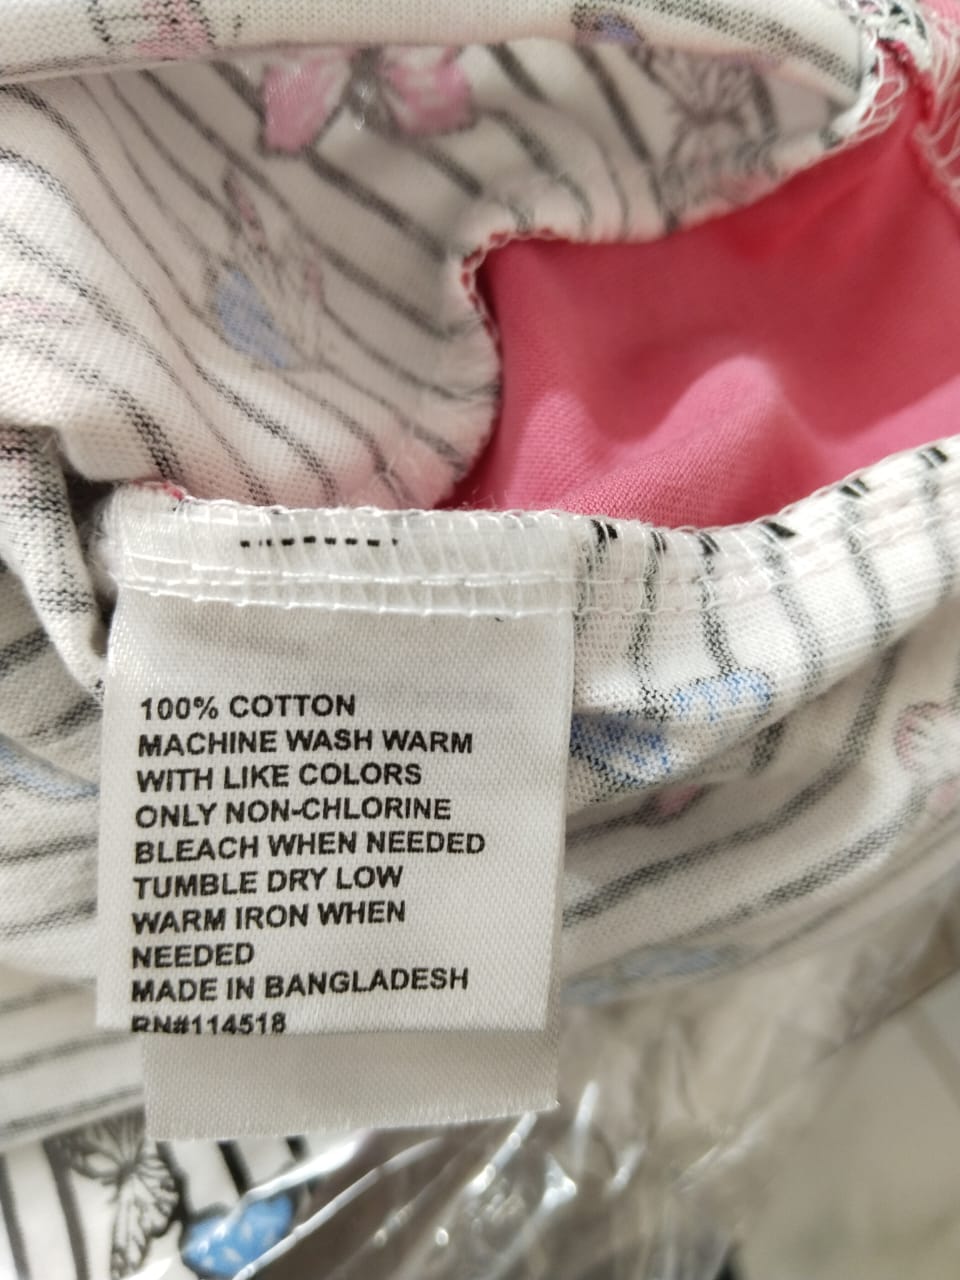 100% COTTON
MACHINE WASH WARM
WITH LIKE COLORS
ONLY NON-CHLORINE
BLEACH WHEN NEEDED
TUMBLE DRY LOW
WARM IRON WHEN
NEEDED
MADE IN BANGLADESH
RN#114518